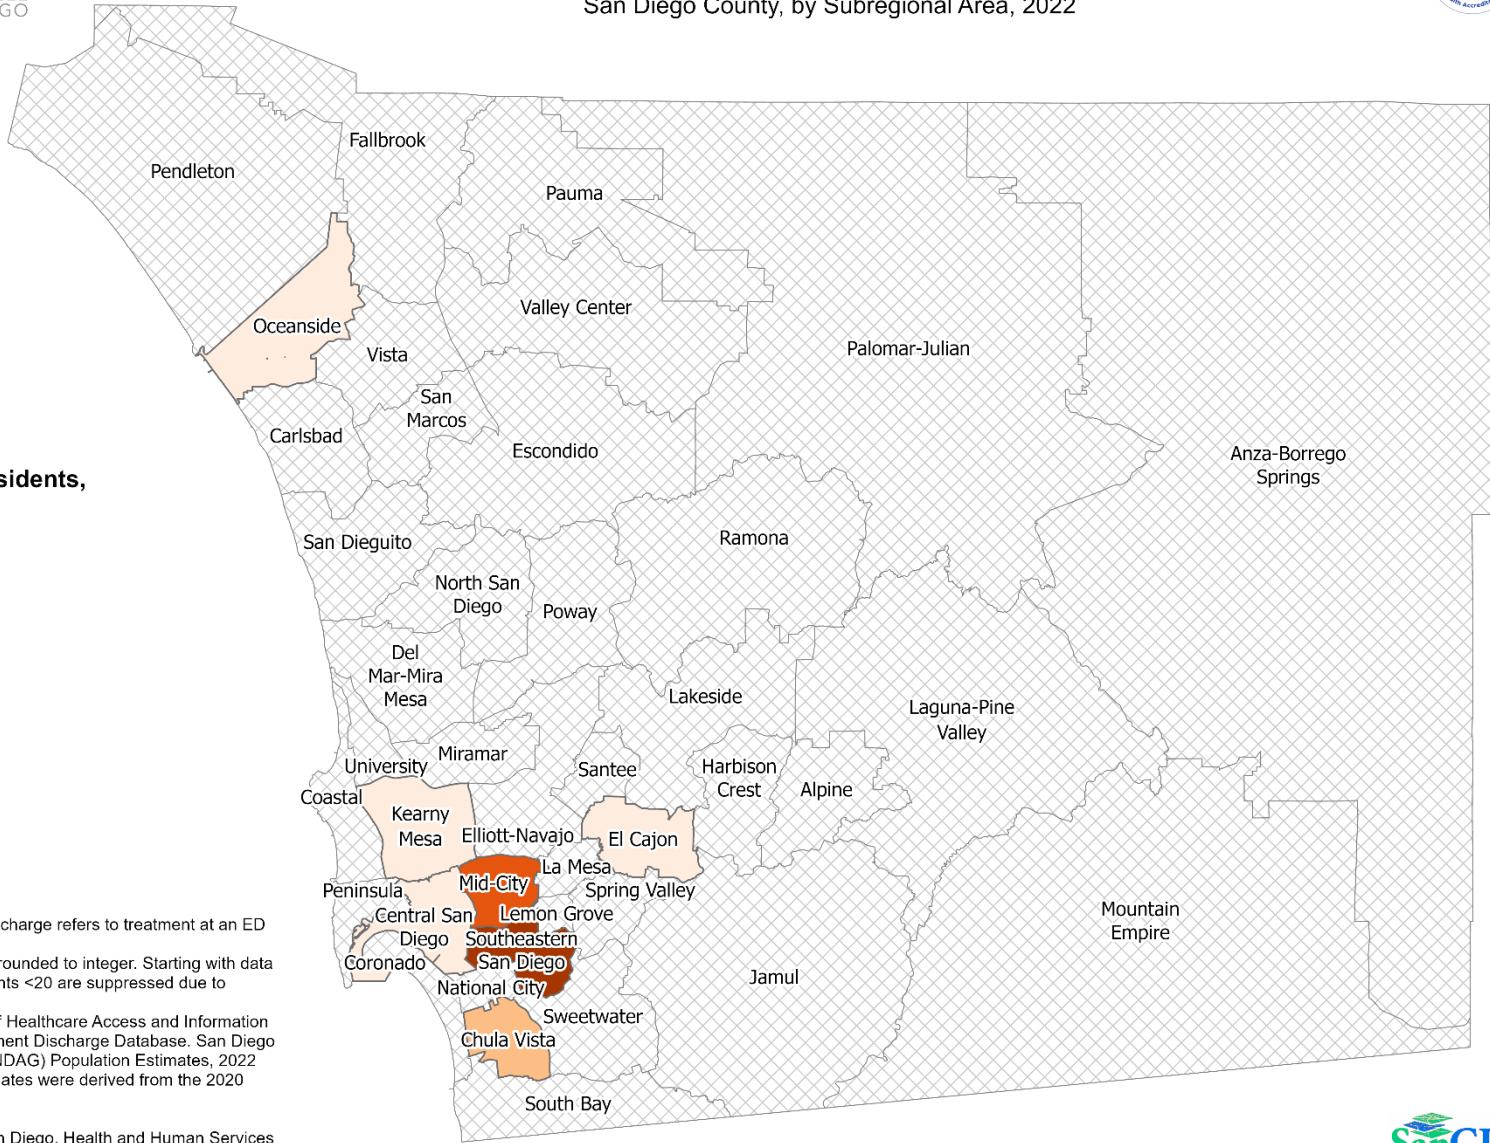 GO
San Diego County, by Subregional Area, 2022
Fallbrook
Pendleton
Pauma
Valley Center
Oceanside
Vista
Palomar-Julian
San
Marcos
Carlsbad
Escondido
Anza-Borrego
Springs
sidents,
San Dieguito
Ramona
North San
Diego
Poway
Del
Mar-Mira
Mesa
Lakeside
Laguna-Pine
Valley
Miramar
University
Santee
Harbison
Crest
Alpine
Coastal
Kearny
Mesa
Elliott-Navajo
El Cajon
La Mesa
Mid-City
Peninsula
Spring Valley
Central San
Diego
Lemon Grove
Mountain
Empire
Southeastern
San Diego
Coronado
Jamul
National City
Sweetwater
Chula Vista
South Bay
charge refers to treatment at an ED
rounded to integer. Starting with data
nts <20 are suppressed due to
f Healthcare Access and Information
nent Discharge Database. San Diego
NDAG) Population Estimates, 2022
ates were derived from the 2020
n Diego, Health and Human Services